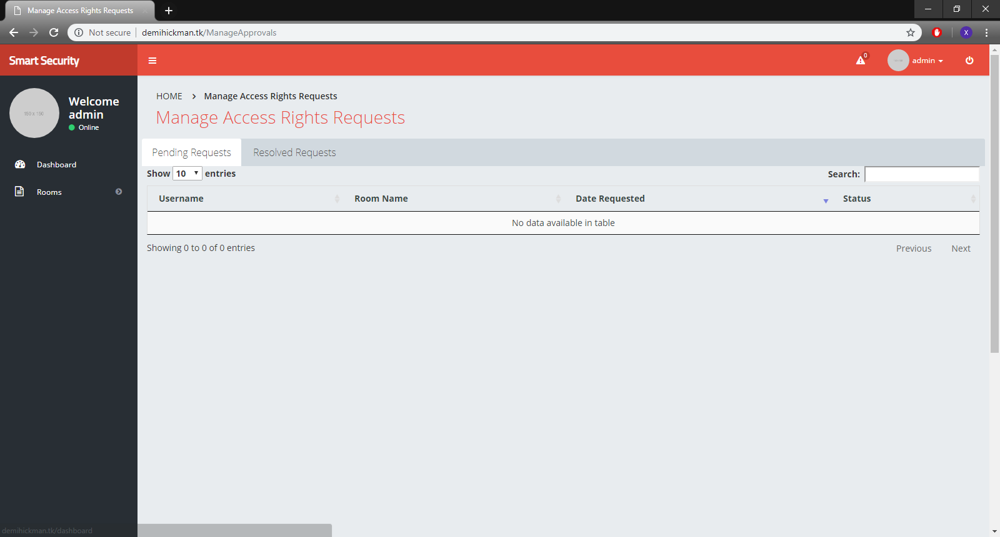 Manage Access Rights Requests
Not secure demihickman.tk/ManageApprovals
X
Smart Security
0
admin
150 x 150
Welcome
admin
Online
Dashboard
Rooms
HOME Manage Access Rights Requests
Manage Access Rights Requests
Pending Requests Resolved Requests
Show 10 entries Search:
Username Room Name Date Requested Status
No data available in table
Showing 0 to 0 of 0 entries Previous Next
demihickman.tk/dashboard